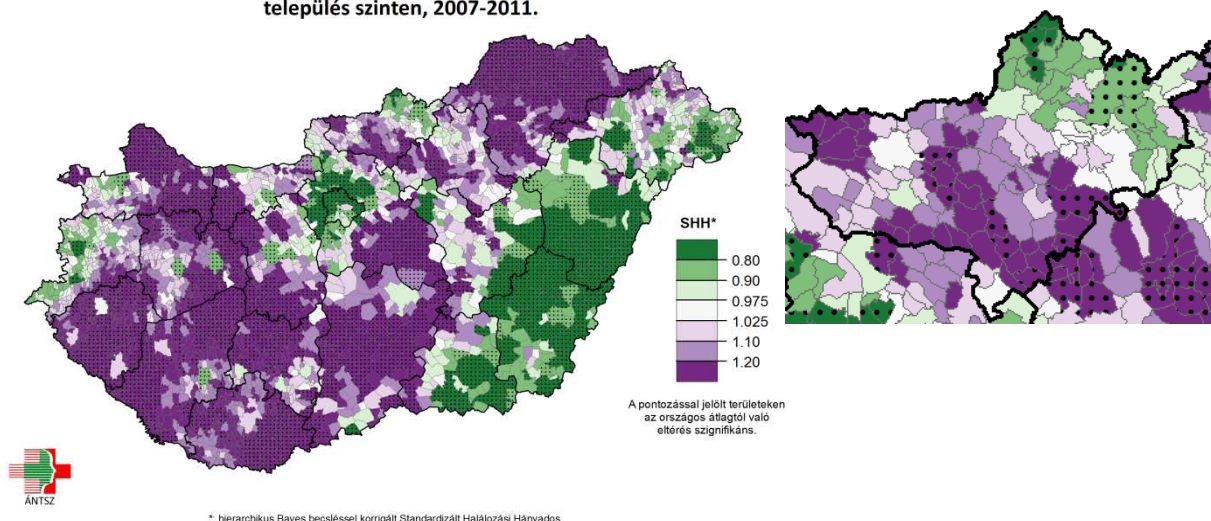 település szinten, 2007-2011.
SHH*
0.80
0.90
0.975
1.025
1.10
1.20
A pontozással jelölt területeken
az országos átlagtól való
eltérés szignifikáns.
ÁNTSZ
*: hierarchikus Bayes becsléssel korrigált Standardizált Halálozási Hányados